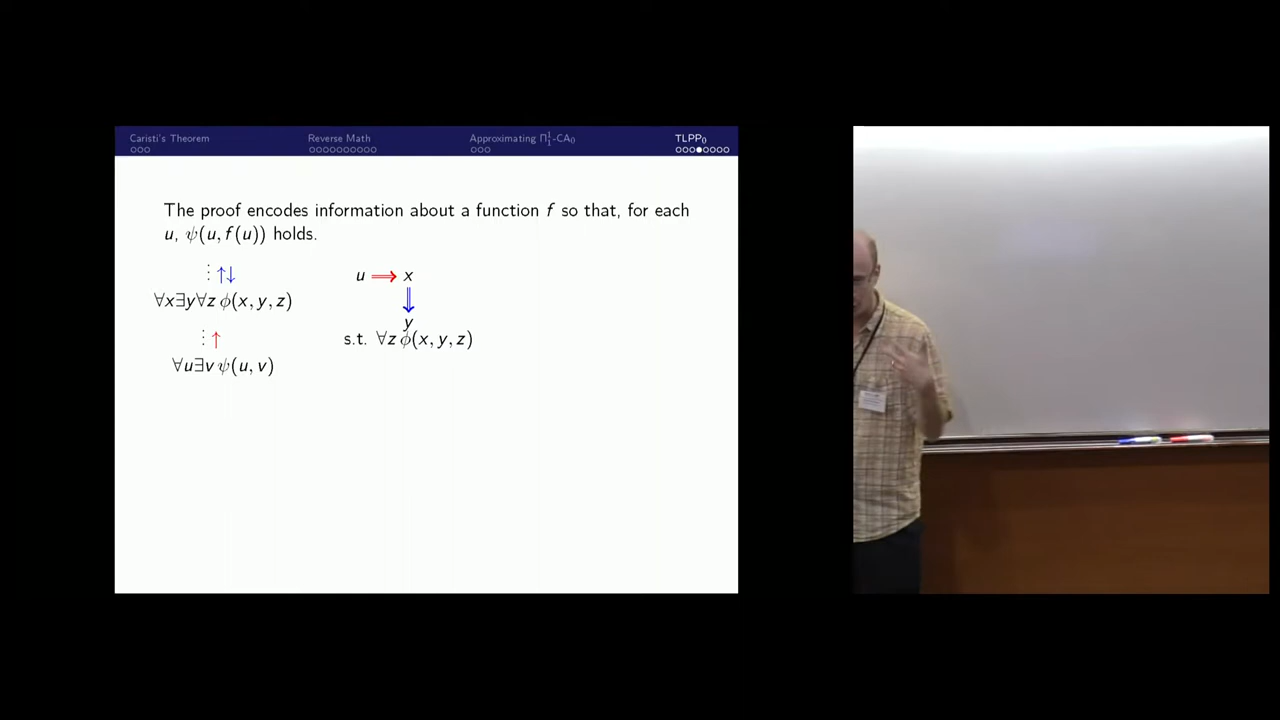 Caristi's Theorem Reverse Math Approximating Π¹₁-CA₀ TLPP₀
The proof encodes information about a function f so that, for each
u, ψ(u, f(u)) holds.
⋮ ↑↓ u ⟹ x
∀x∃y∀z ϕ(x, y, z) ⇓
y
⋮ ↑ s.t. ∀z ϕ(x, y, z)
∀u∃v ψ(u, v)